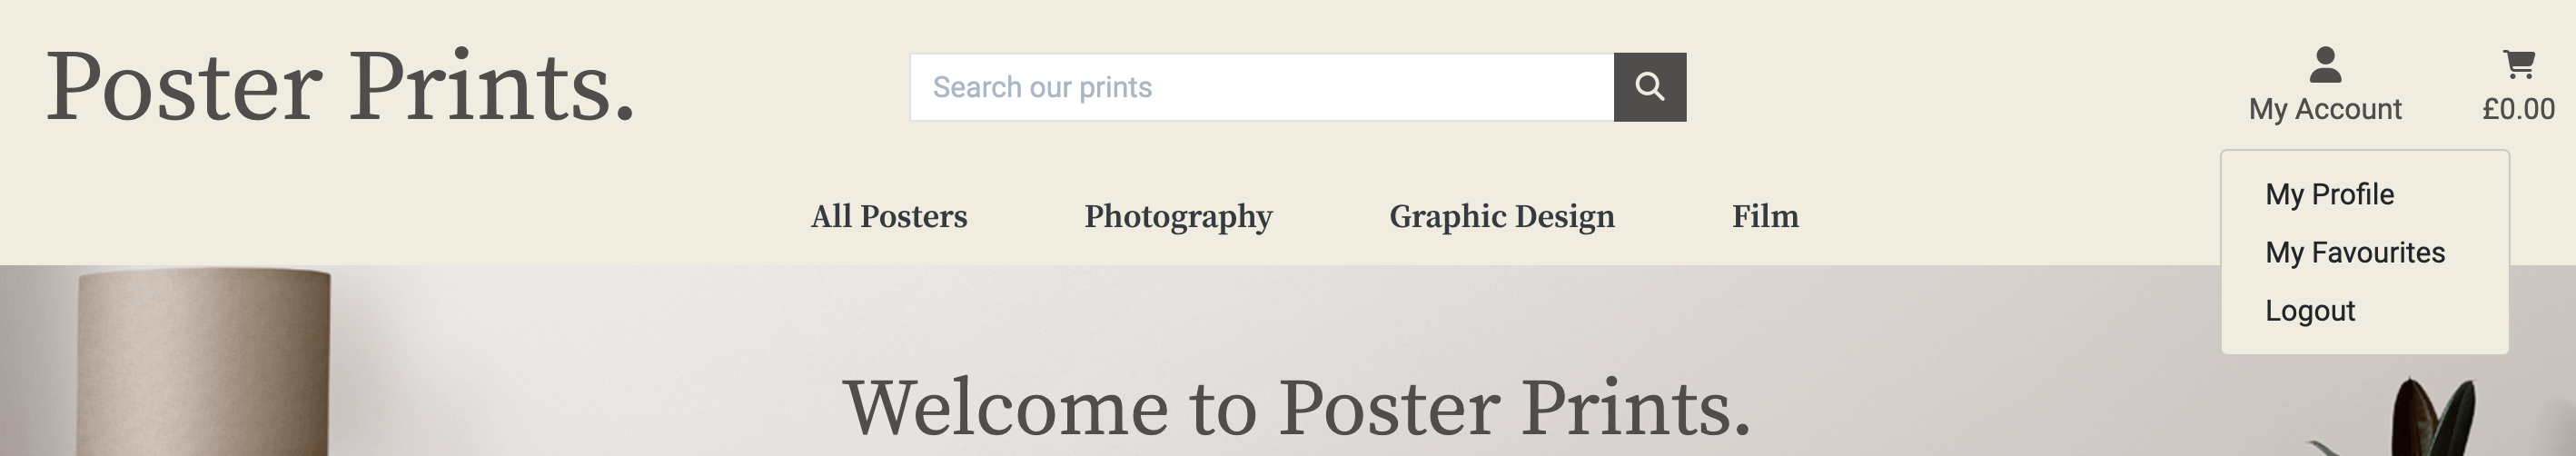 Poster Prints.
Search our prints
My Account
£0.00
My Profile
My Favourites
Logout
All Posters
Photography
Graphic Design
Film
Welcome to Poster Prints.